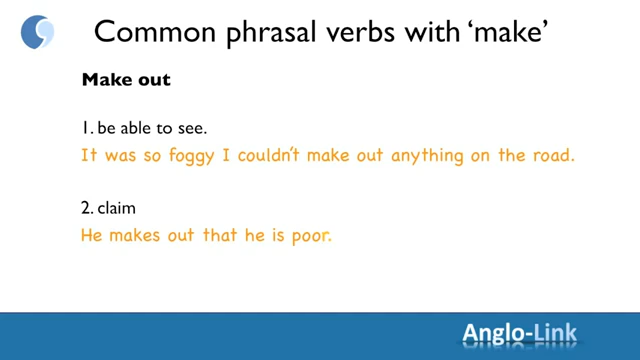 Common phrasal verbs with ‘make’
Make out
1. be able to see.
It was so foggy I couldn't make out anything on the road.
2. claim
He makes out that he is poor.
Anglo-Link